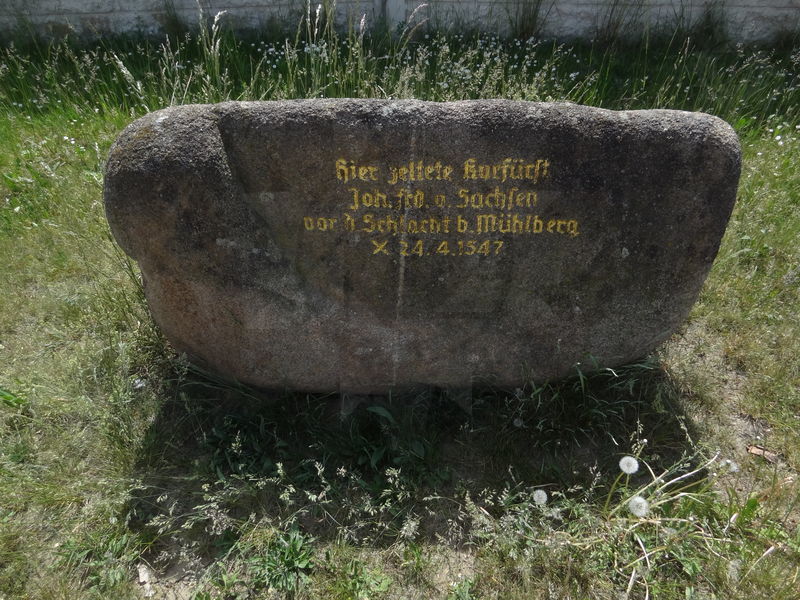 Hier zeltete Kurfürst
Joh. Frd. v. Sachsen
vor d. Schlacht b. Mühlberg
X 24.4.1547